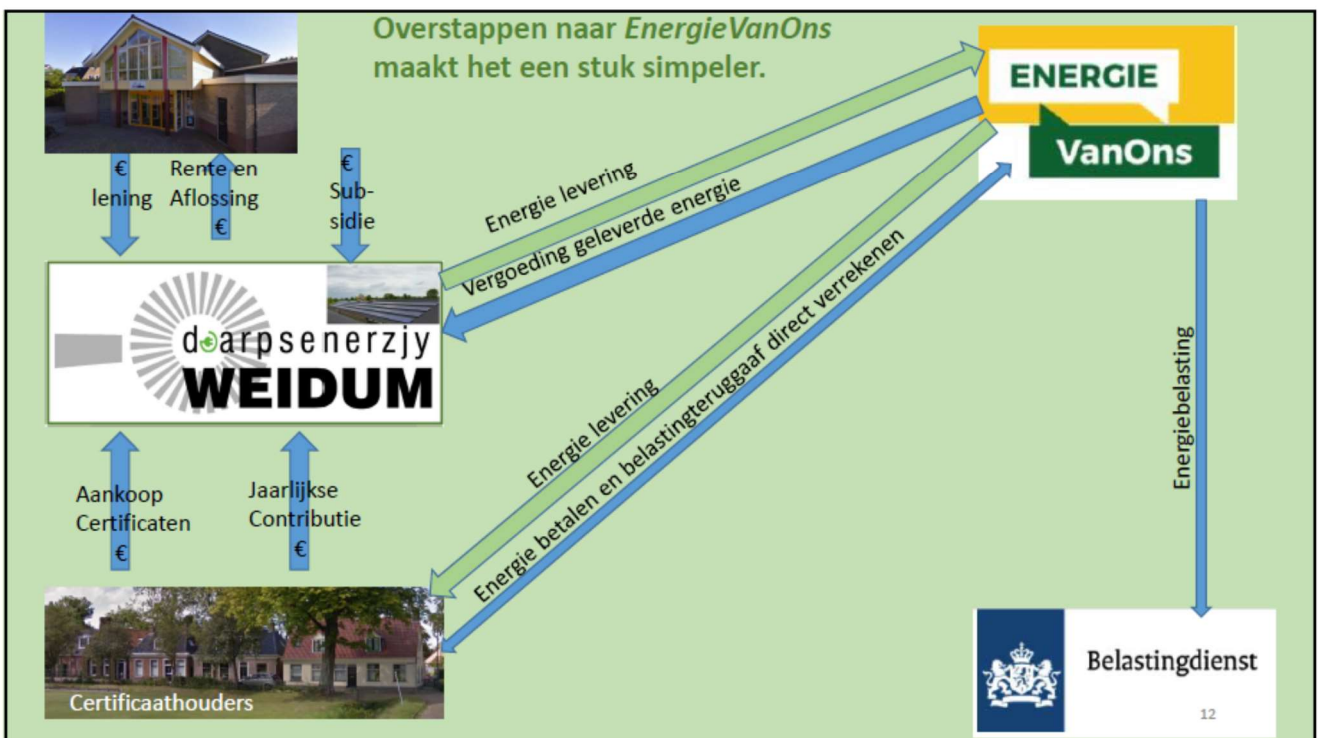 Overstappen naar EnergieVanOns
maakt het een stuk simpeler.
ENERGIE
VanOns
€
lening
Rente en
Aflossing
€
€
Sub-
sidie
Energie levering
Vergoeding geleverde energie
doarpsenerzjy
WEIDUM
Energie levering
Energie betalen en belastingteruggaaf direct verrekenen
Energiebelasting
Aankoop
Certificaten
€
Jaarlijkse
Contributie
€
Certificaathouders
Belastingdienst
12